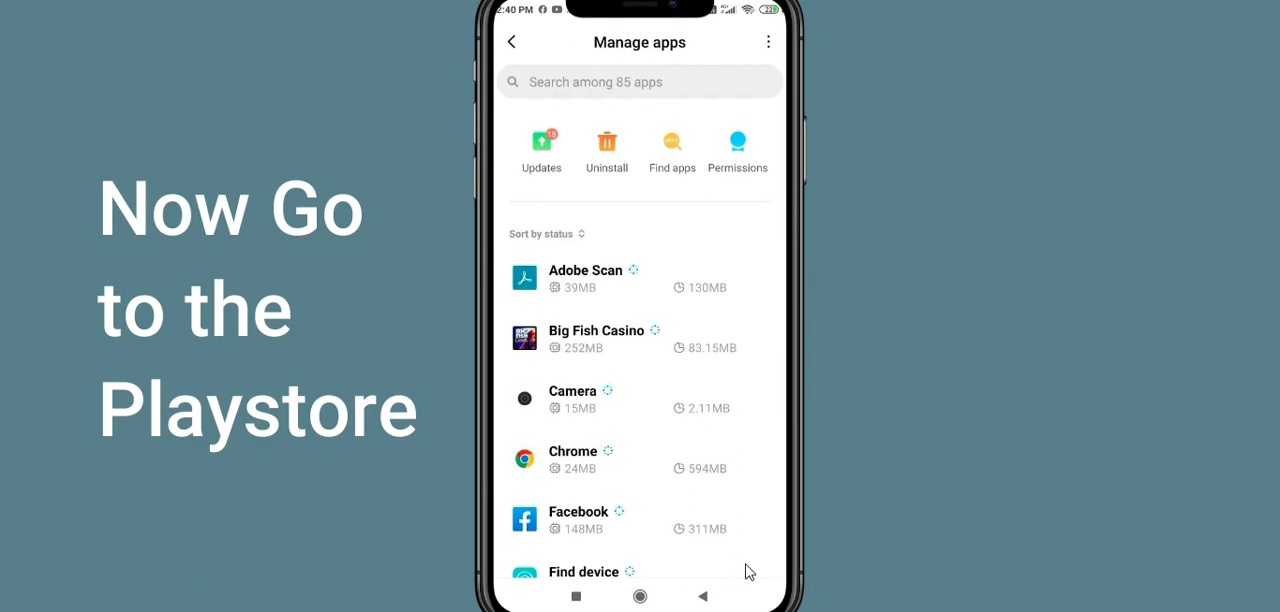 Now Go
to the
Playstore
2:40 PM
22
Manage apps
Search among 85 apps
18
Updates Uninstall Find apps Permissions
Sort by status
Adobe Scan
39MB 130MB
Big Fish Casino
252MB 83.15MB
Camera
15MB 2.11MB
Chrome
24MB 594MB
Facebook
148MB 311MB
Find device